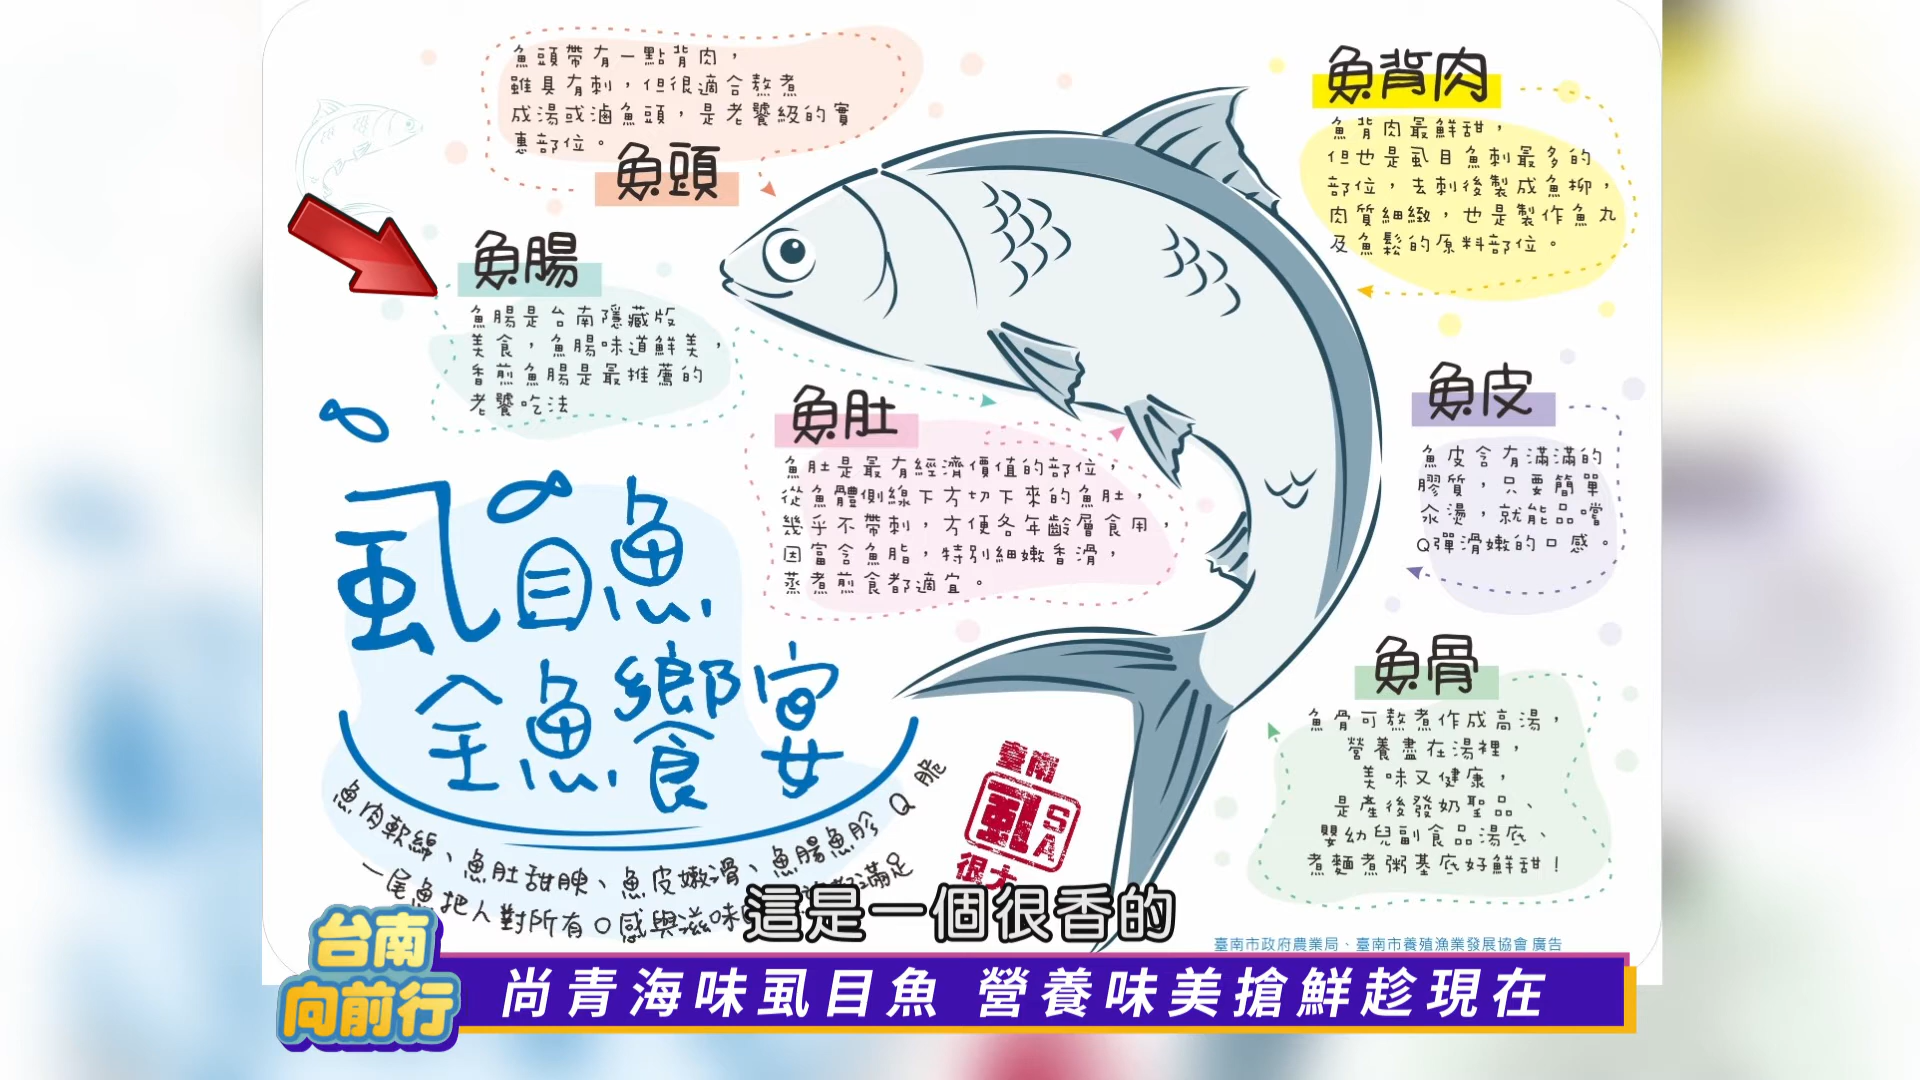 魚頭帶有一點背肉，
雖具有刺，但很適合熬煮
成湯或滷魚頭，是老饕級的實
惠部位。
魚頭
魚背肉
魚背肉最鮮甜，
但也是虱目魚刺最多的
部位，去刺後製成魚柳，
肉質細緻，也是製作魚丸
及魚鬆的原料部位。
魚腸
魚腸是台南隱藏版
美食，魚腸味道鮮美，
香煎魚腸是最推薦的
老饕吃法
魚肚
魚肚是最有經濟價值的部位，
從魚體側線下方切下來的魚肚，
幾乎不帶刺，方便各年齡層食用，
因富含魚脂，特別細嫩香滑，
蒸煮煎食都適宜。
魚皮
魚皮含有滿滿的
膠質，只要簡單
汆燙，就能品嚐
Q彈滑嫩的口感。
魚骨
魚骨可熬煮作成高湯，
營養盡在湯裡，
美味又健康，
是產後發奶聖品、
嬰幼兒副食品湯底、
煮麵煮粥基底好鮮甜！
虱目魚
全魚饗宴
魚肉軟綿、魚肚甜腴、魚皮嫩滑、魚腸魚胗Q脆
一尾魚把人對所有口感與滋味滿足
臺南
虱
SA
很大
這是一個很香的
臺南市政府農業局、臺南市養殖漁業發展協會 廣告
台南
向前行
尚青海味虱目魚 營養味美搶鮮趁現在